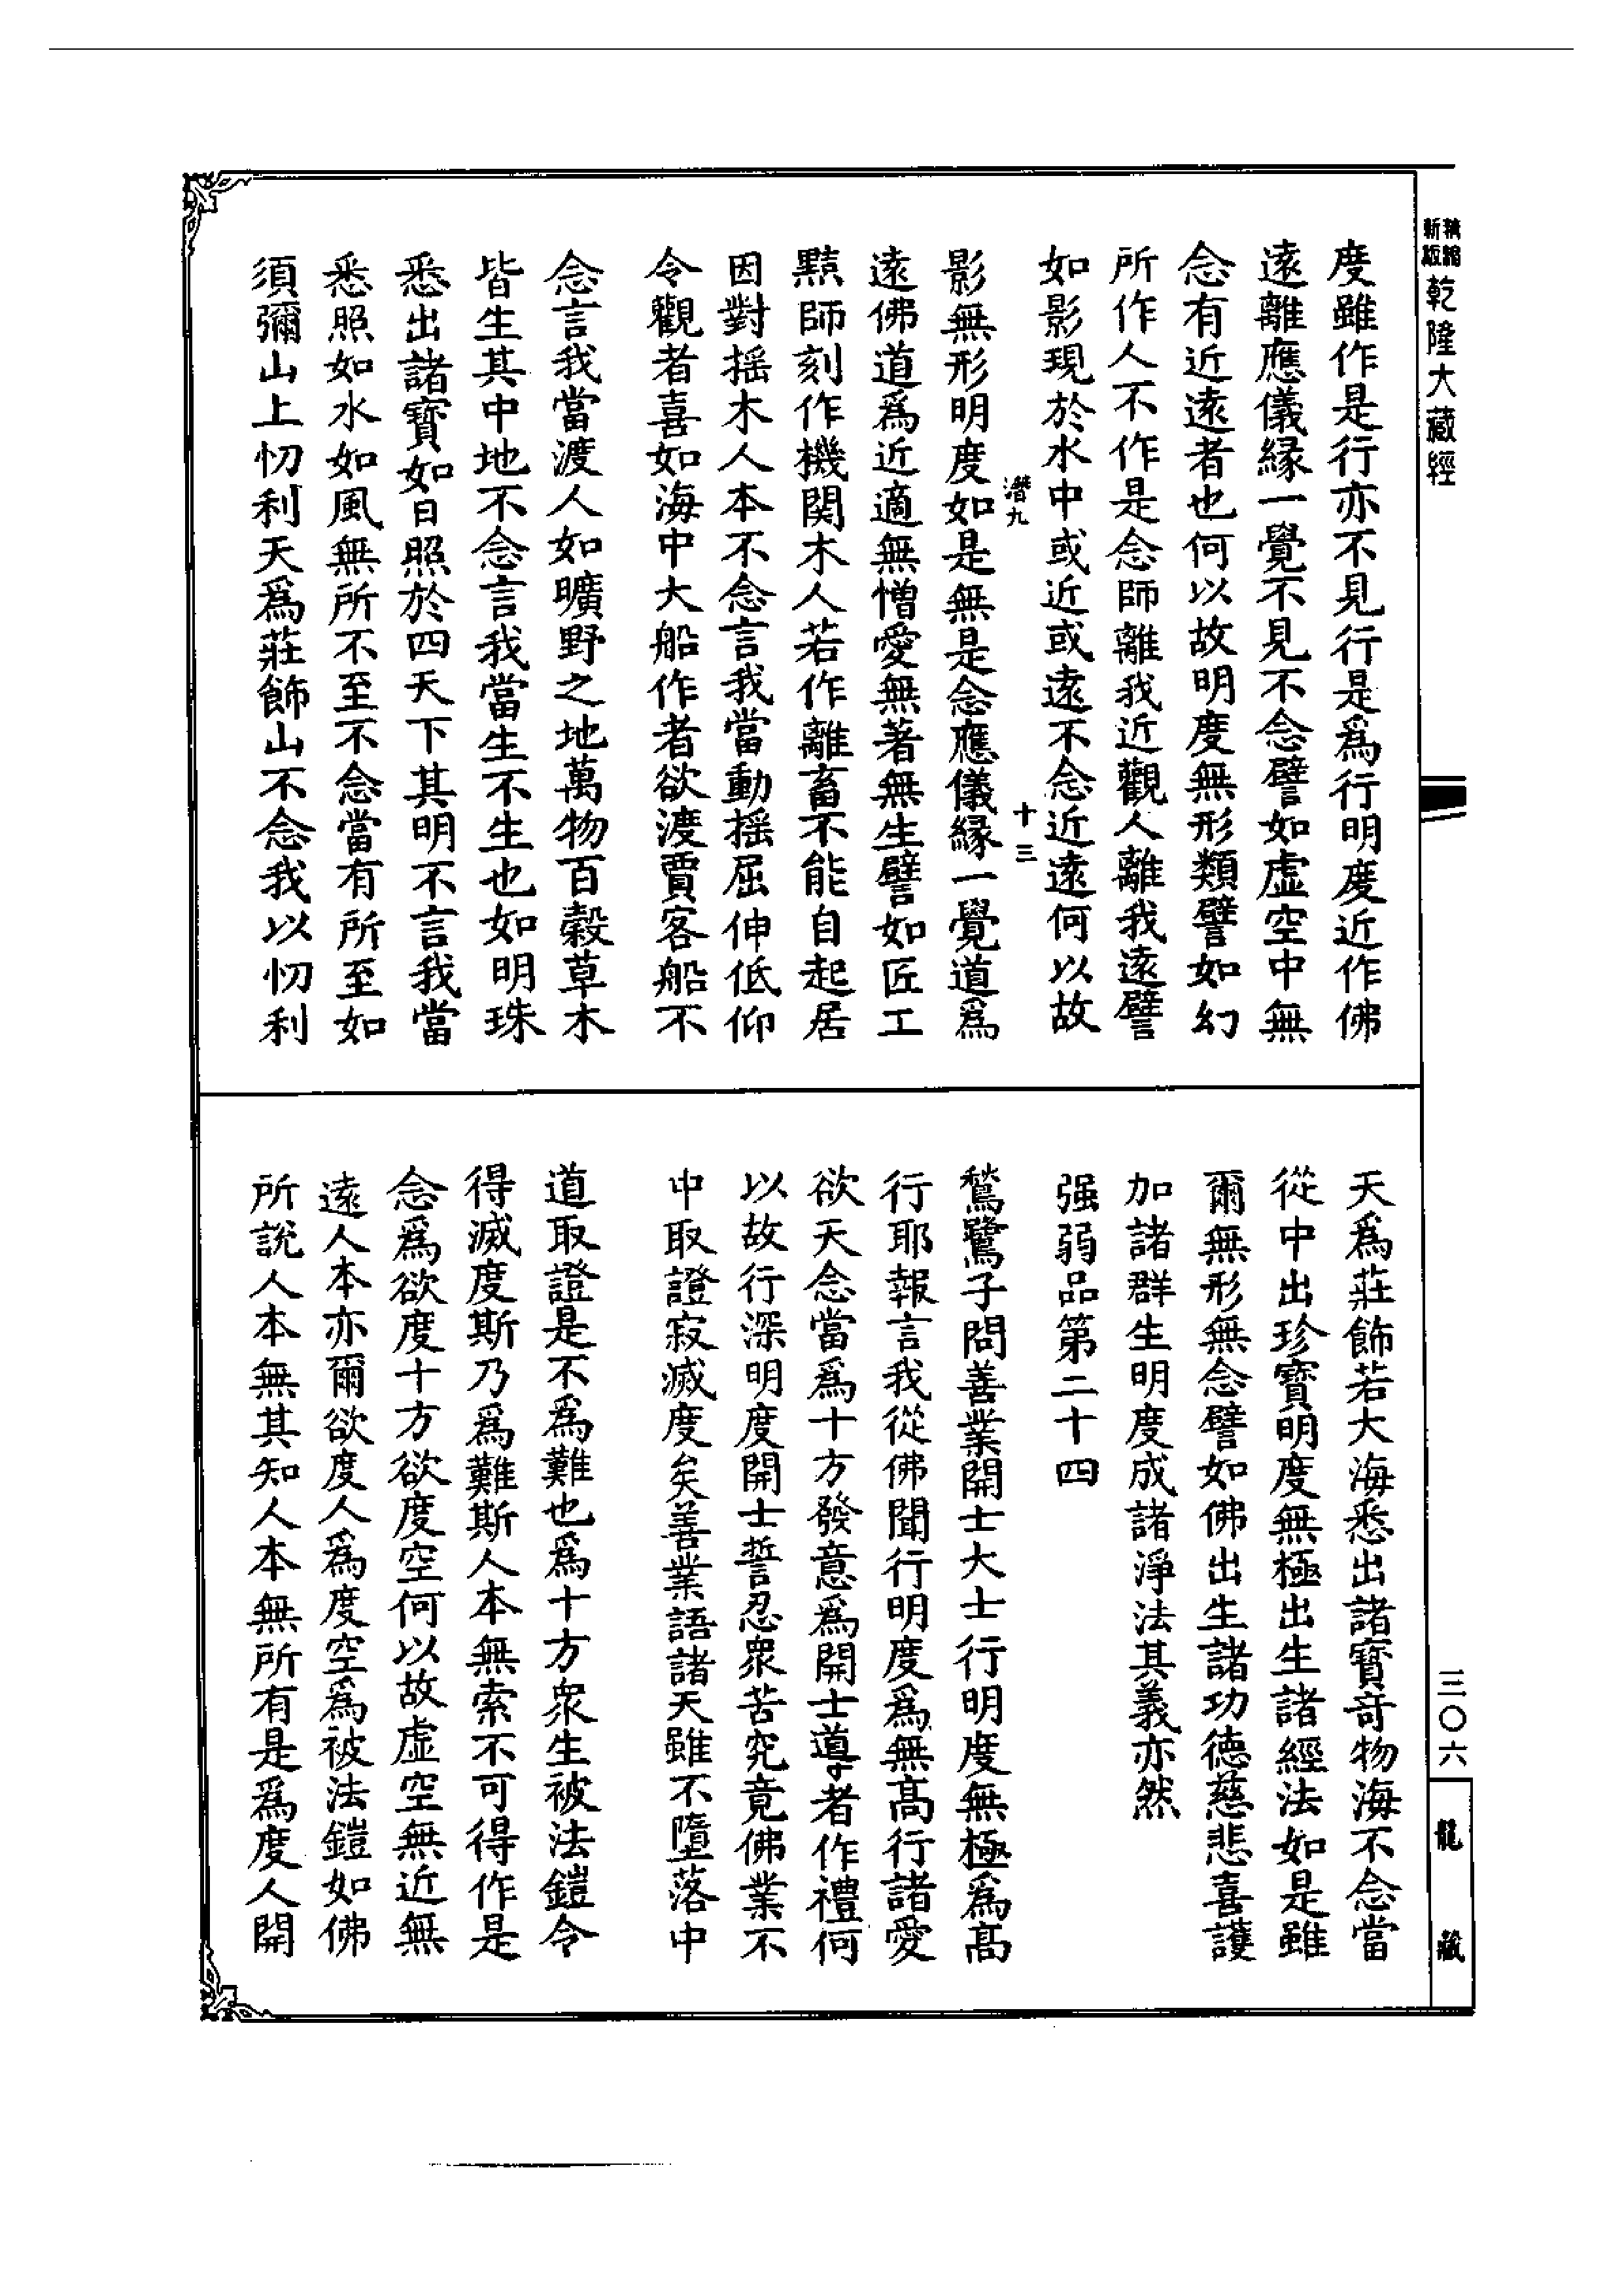 新版
乾隆大藏經
度雖作是行亦不見行是爲行明度近作佛
遠離應儀緣一覺不見不念譬如虛空中無
念有近遠者也何以故明度無形類譬如幻
所作人不作是念師離我近觀人離我遠譬
如影現於水中或近或遠不念近遠何以故
潛九
十三
影無形明度如是無是念應儀緣一覺道爲
遠佛道爲近適無憎愛無著無生譬如匠工
黠師刻作機関木人若作離畜不能自起居
因對揺木人本不念言我當動揺屈伸低仰
令觀者喜如海中大船作者欲渡賈客船不
念言我當渡人如曠野之地萬物百穀草木
皆生其中地不念言我當生不生也如明珠
悉出諸寶如日照於四天下其明不言我當
悉照如水如風無所不至不念當有所至如
須彌山上忉利天爲莊飾山不念我以忉利
天爲莊飾若大海悉出諸寶竒物海不念當
從中出珍寶明度無極出生諸經法如是雖
爾無形無念譬如佛出生諸功德慈悲喜護
加諸群生明度成諸淨法其義亦然
强弱品第二十四
鶖鷺子問善業開士大士行明度無極爲髙
行耶報言我從佛聞行明度爲無髙行諸愛
欲天念當爲十方發意爲開士導者作禮何
以故行深明度開士誓忍衆苦究竟佛業不
中取證寂滅度矣善業語諸天雖不墮落中
道取證是不爲難也爲十方衆生被法鎧令
得滅度斯乃爲難斯人本無索不可得作是
念爲欲度十方欲度空何以故虛空無近無
遠人本亦爾欲度人爲度空爲被法鎧如佛
所說人本無其知人本無所有是爲度人開
三〇六
龍藏